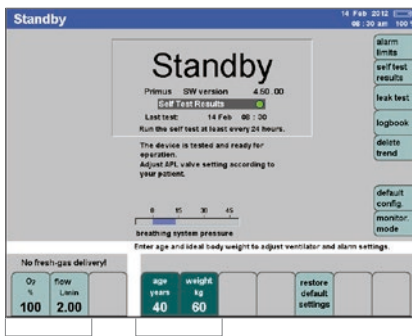 Standby
14 Feb 2012
08 : 30 am 100 %
Standby
Primus SW version 4.50.00
Self Test Results
Last test: 14 Feb 08 : 00
Run the self test at least every 24 hours.
The device is tested and ready for
operation.
Adjust APL valve setting according to
your patient.
0 15 30 45
breathing system pressure
Enter age and ideal body weight to adjust ventilator and alarm settings.
alarm
limits
self test
results
leak test
logbook
delete
trend
default
config.
monitor.
mode
No fresh-gas delivery!
O₂
%
100
flow
L/min
2.00
age
years
40
weight
kg
60
restore
default
settings